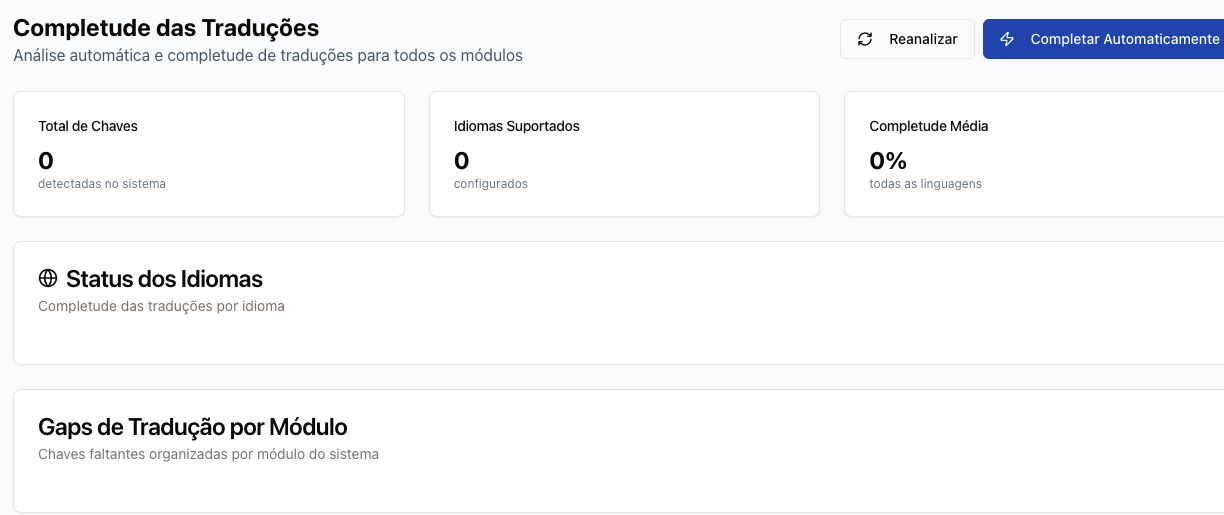 Completude das Traduções
Análise automática e completude de traduções para todos os módulos
Reanalizar
Completar Automaticamente
Total de Chaves
0
detectadas no sistema
Idiomas Suportados
0
configurados
Completude Média
0%
todas as linguagens
Status dos Idiomas
Completude das traduções por idioma
Gaps de Tradução por Módulo
Chaves faltantes organizadas por módulo do sistema